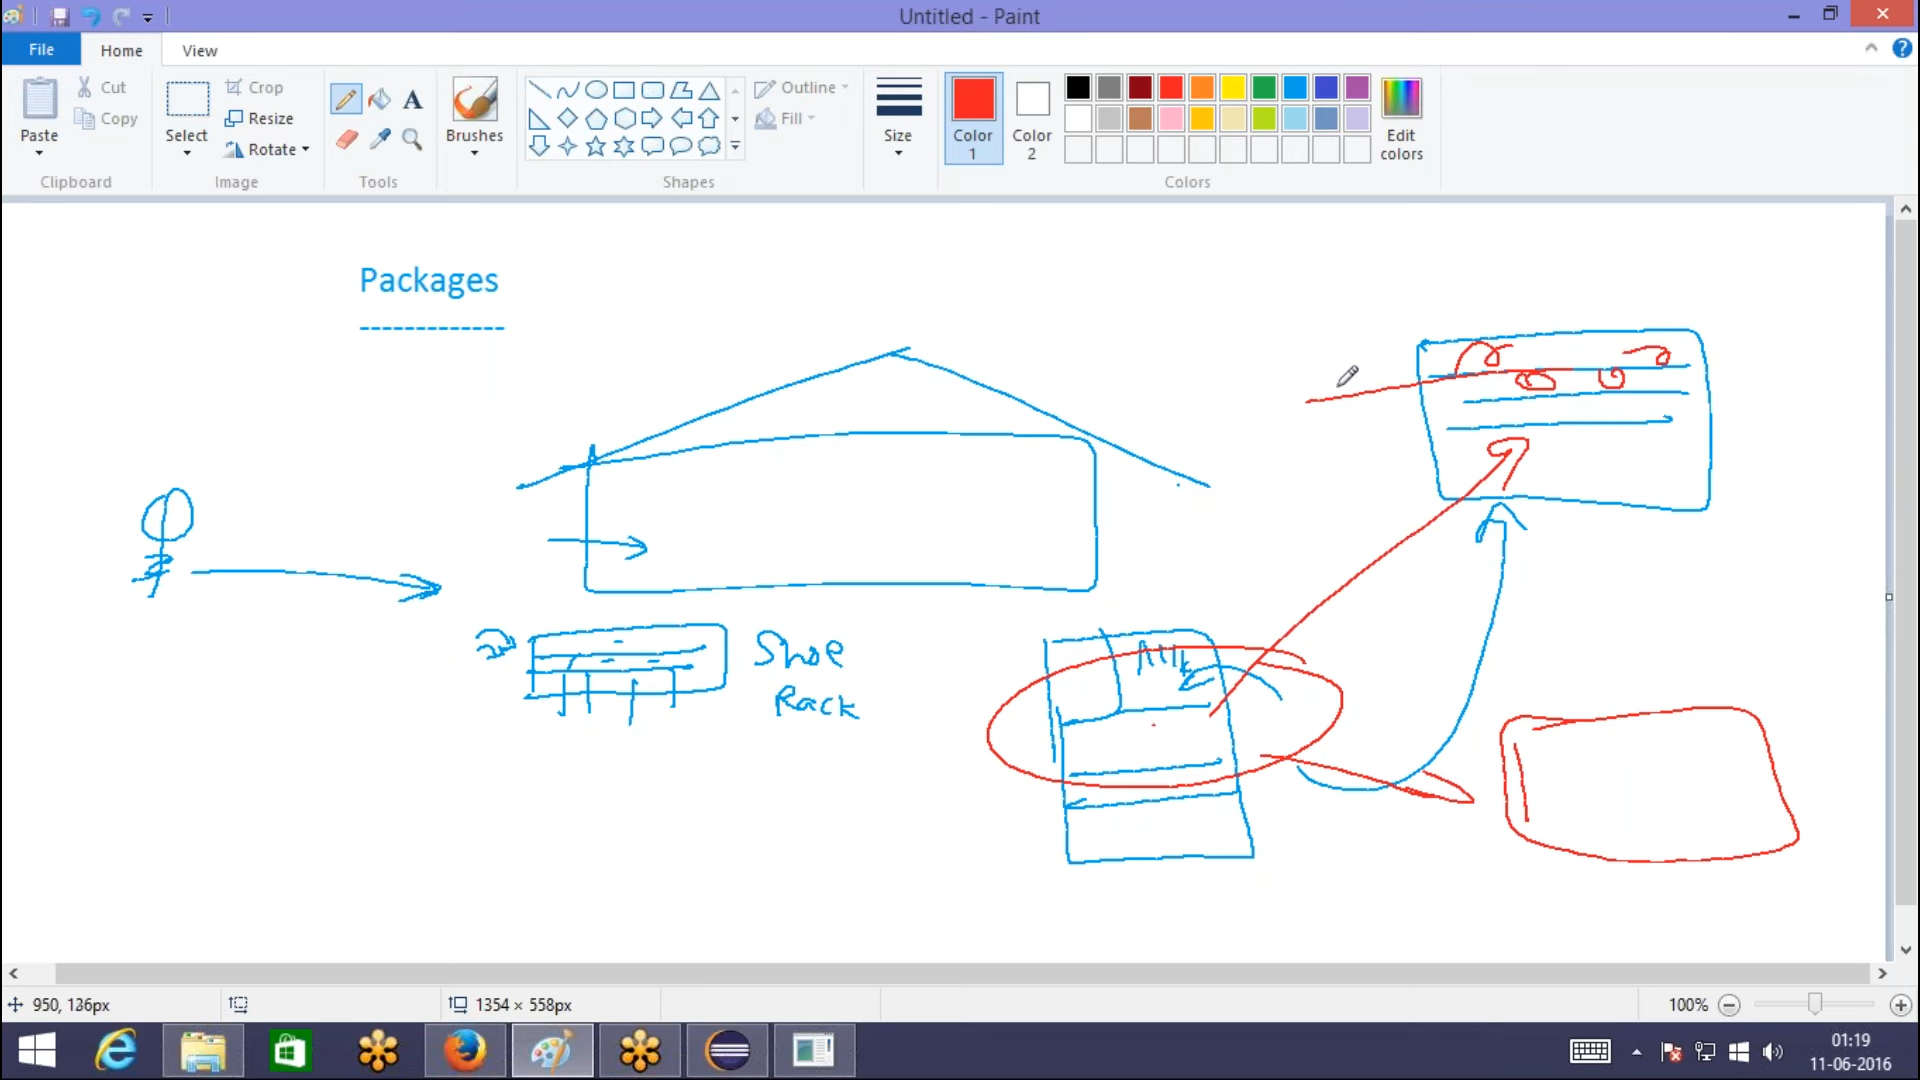 Untitled - Paint
File
Home
View
Paste
Cut
Copy
Clipboard
Select
Crop
Resize
Rotate
Image
A
Tools
Brushes
Shapes
Outline
Fill
Size
Color
1
Color
2
Edit
colors
Colors
?
Packages
-------------
Shoe
Rack
950, 136px
1354 × 558px
100%
01:19
11-06-2016